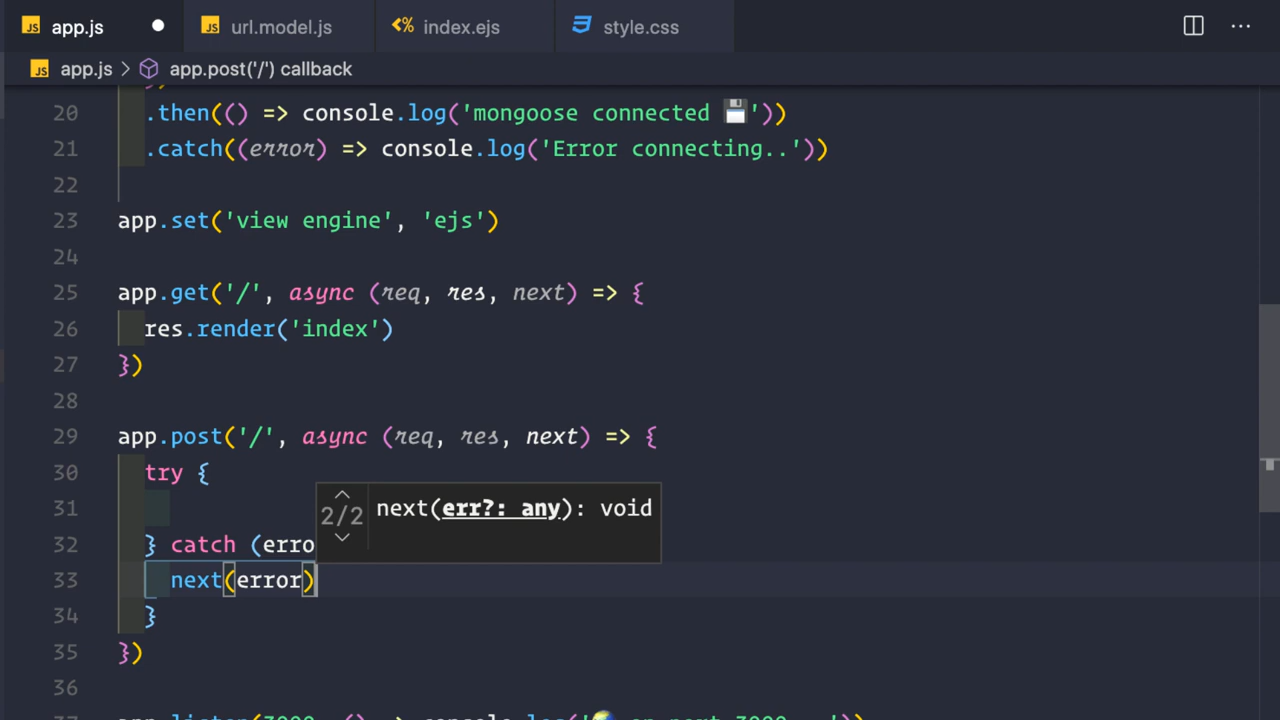 JS app.js JS url.model.js <% index.ejs style.css ...
JS app.js > app.post('/') callback
20 .then(() => console.log('mongoose connected 💾'))
21 .catch((error) => console.log('Error connecting..'))
22
23 app.set('view engine', 'ejs')
24
25 app.get('/', async (req, res, next) => {
26 res.render('index')
27 })
28
29 app.post('/', async (req, res, next) => {
30 try {
31
2/2 next(err?: any): void
32 } catch (erro
33 next(error)
34 }
35 })
36